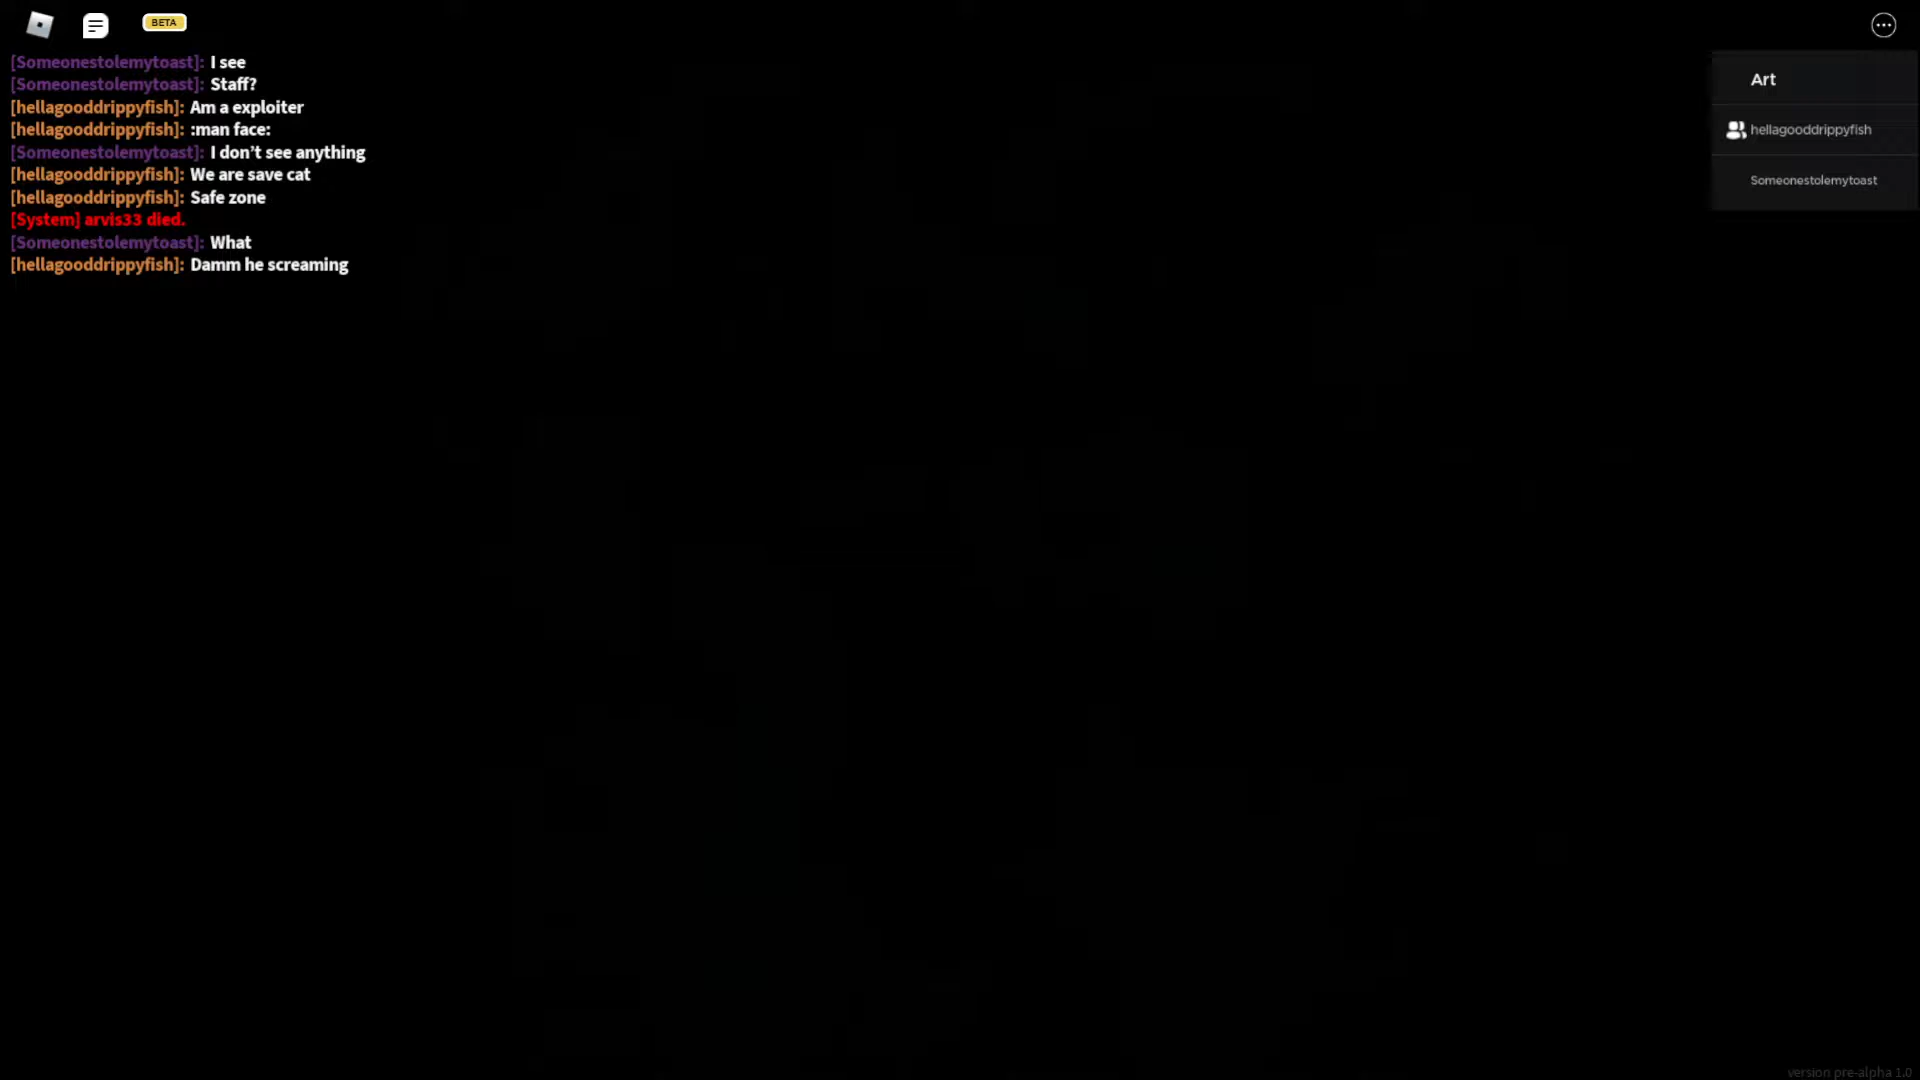 BETA
[Someonestolemytoast]: I see
[Someonestolemytoast]: Staff?
[hellagooddrippyfish]: Am a exploiter
[hellagooddrippyfish]: :man face:
[Someonestolemytoast]: I don’t see anything
[hellagooddrippyfish]: We are save cat
[hellagooddrippyfish]: Safe zone
[System] arvis33 died.
[Someonestolemytoast]: What
[hellagooddrippyfish]: Damm he screaming
Art
hellagooddrippyfish
Someonestolemytoast
version pre-alpha 1.0